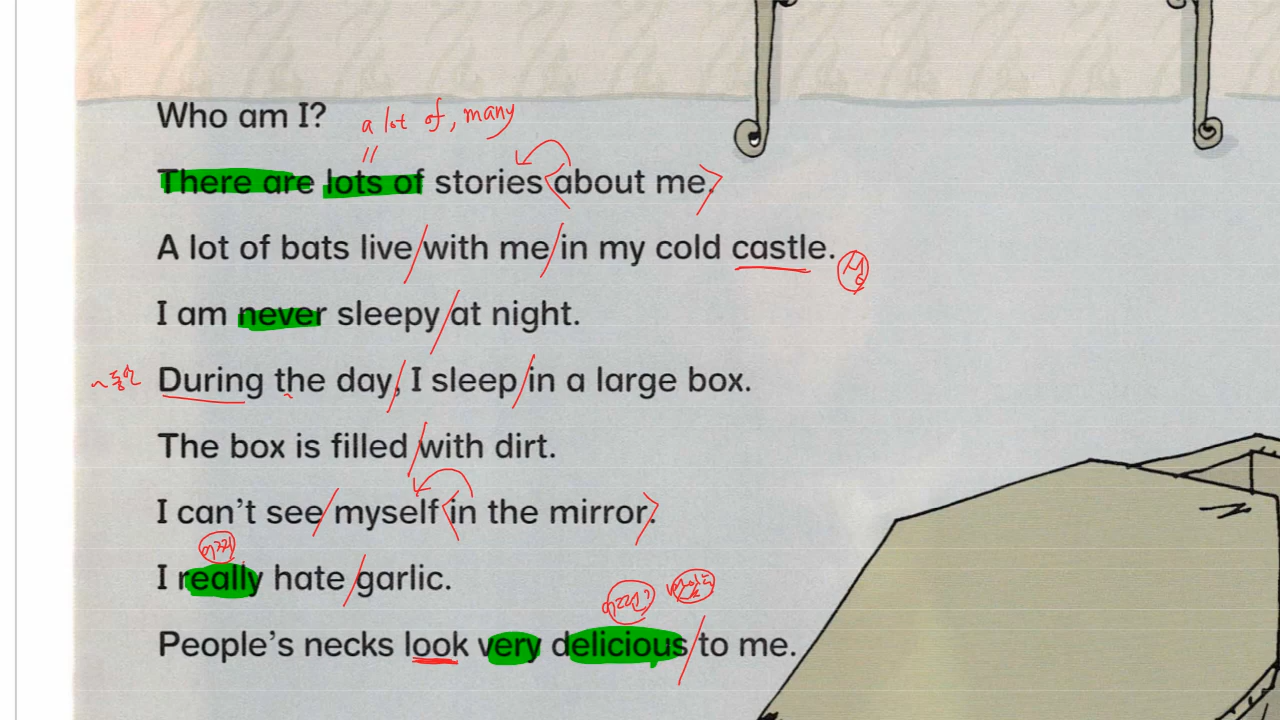 Who am I?
a lot of, many
There are lots of stories about me.
A lot of bats live with me in my cold castle.
I am never sleepy at night.
~동안 During the day, I sleep in a large box.
The box is filled with dirt.
I can't see myself in the mirror.
I really hate garlic.
People's necks look very delicious to me.